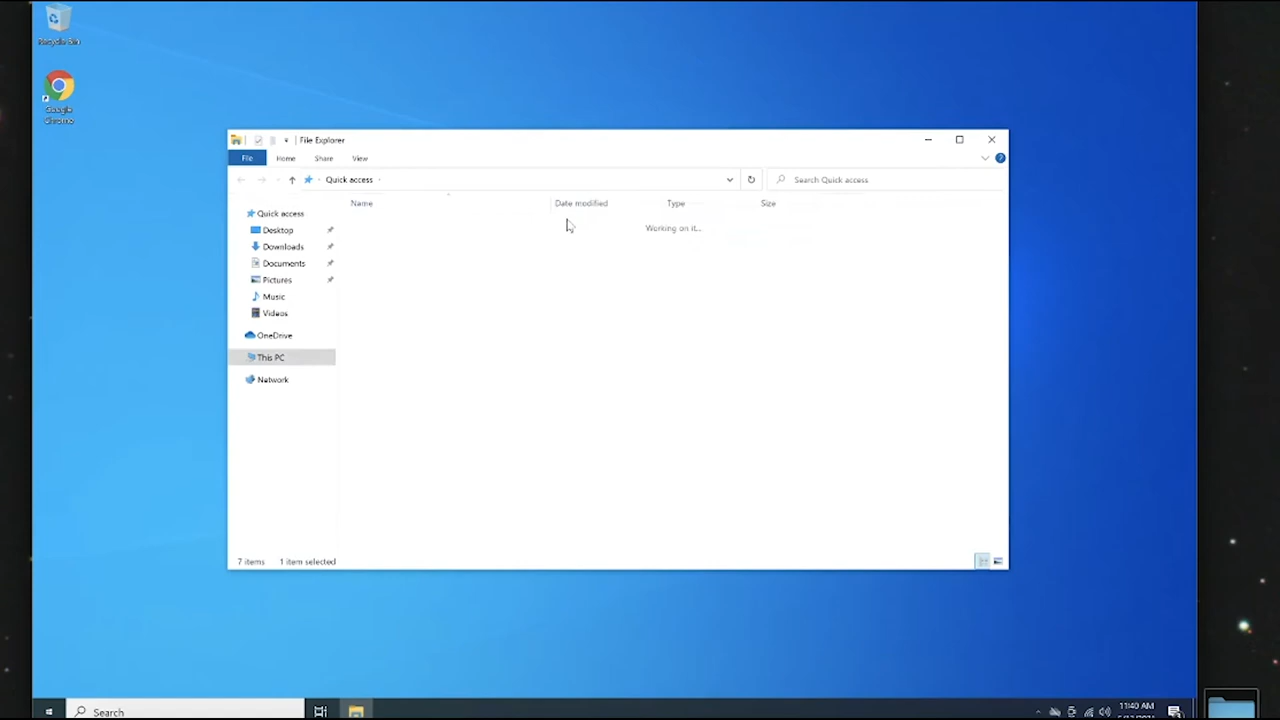 Recycle Bin
Google
Chrome
File Explorer
File
Home
Share
View
Quick access
Search Quick access
Name
Date modified
Type
Size
Working on it...
Quick access
Desktop
Downloads
Documents
Pictures
Music
Videos
OneDrive
This PC
Network
7 items
1 item selected
Search
11:40 AM